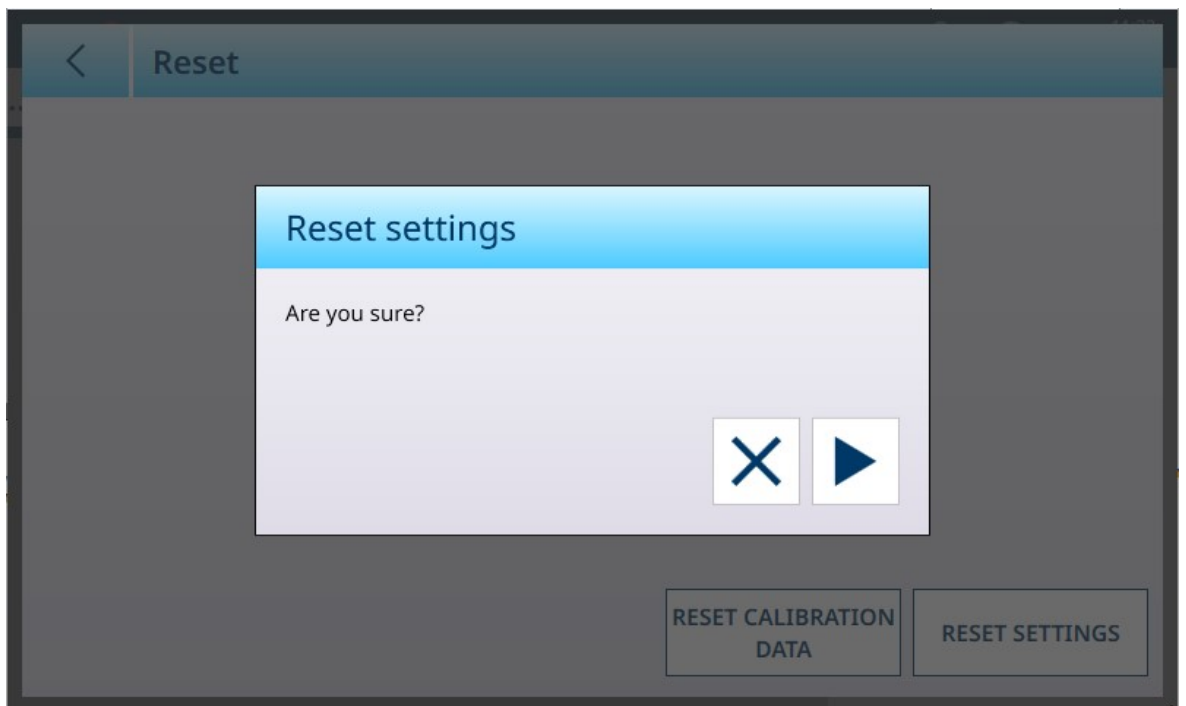 Reset
Reset settings
Are you sure?
RESET CALIBRATION
DATA
RESET SETTINGS